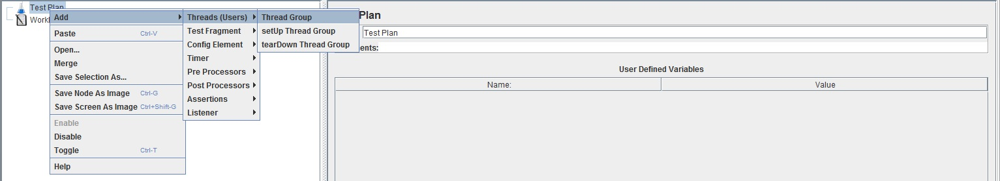 Test Plan
Work
Add
Paste Ctrl-V
Open...
Merge
Save Selection As...
Save Node As Image Ctrl-G
Save Screen As Image Ctrl+Shift-G
Enable
Disable
Toggle Ctrl-T
Help
Threads (Users)
Test Fragment
Config Element
Timer
Pre Processors
Post Processors
Assertions
Listener
Thread Group
setUp Thread Group
tearDown Thread Group
Plan
Test Plan
ents:
User Defined Variables
Name: Value